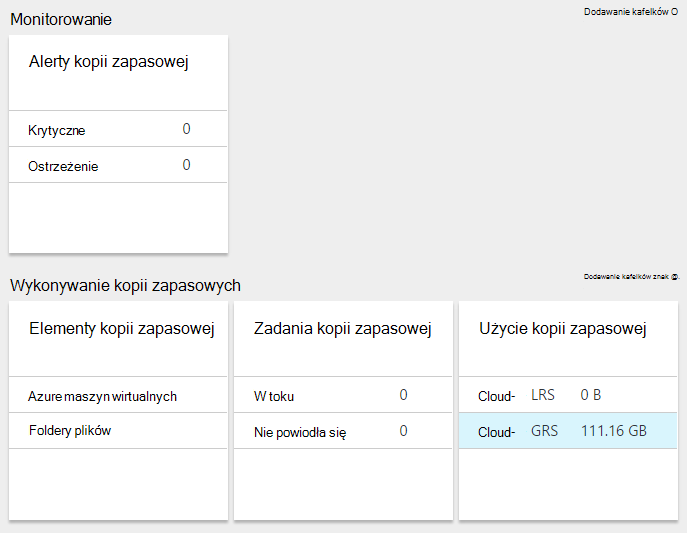 Monitorowanie
Dodawanie kafelków O
Alerty kopii zapasowej
Krytyczne 0
Ostrzeżenie 0
Wykonywanie kopii zapasowych
Dodawanie kafelków znak @.
Elementy kopii zapasowej
Azure maszyn wirtualnych
Foldery plików
Zadania kopii zapasowej
W toku 0
Nie powiodła się 0
Użycie kopii zapasowej
Cloud- LRS 0 B
Cloud- GRS 111.16 GB